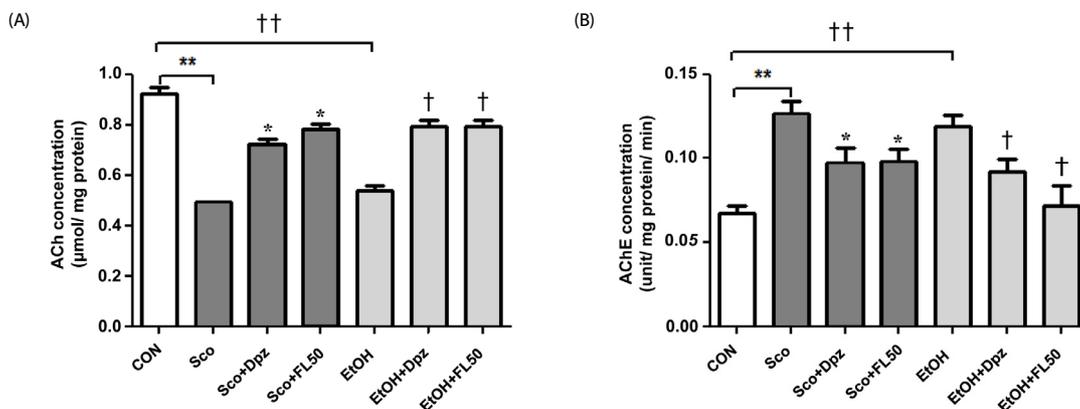 (A)
††
**
1.0
0.8
0.6
0.4
0.2
0.0
ACh concentration
(µmol/ mg protein)
*
*
†
†
CON
Sco
Sco+Dpz
Sco+FL50
EtOH
EtOH+Dpz
EtOH+FL50
(B)
††
**
0.15
0.10
0.05
0.00
AChE concentration
(unit/ mg protein/ min)
*
*
†
†
CON
Sco
Sco+Dpz
Sco+FL50
EtOH
EtOH+Dpz
EtOH+FL50